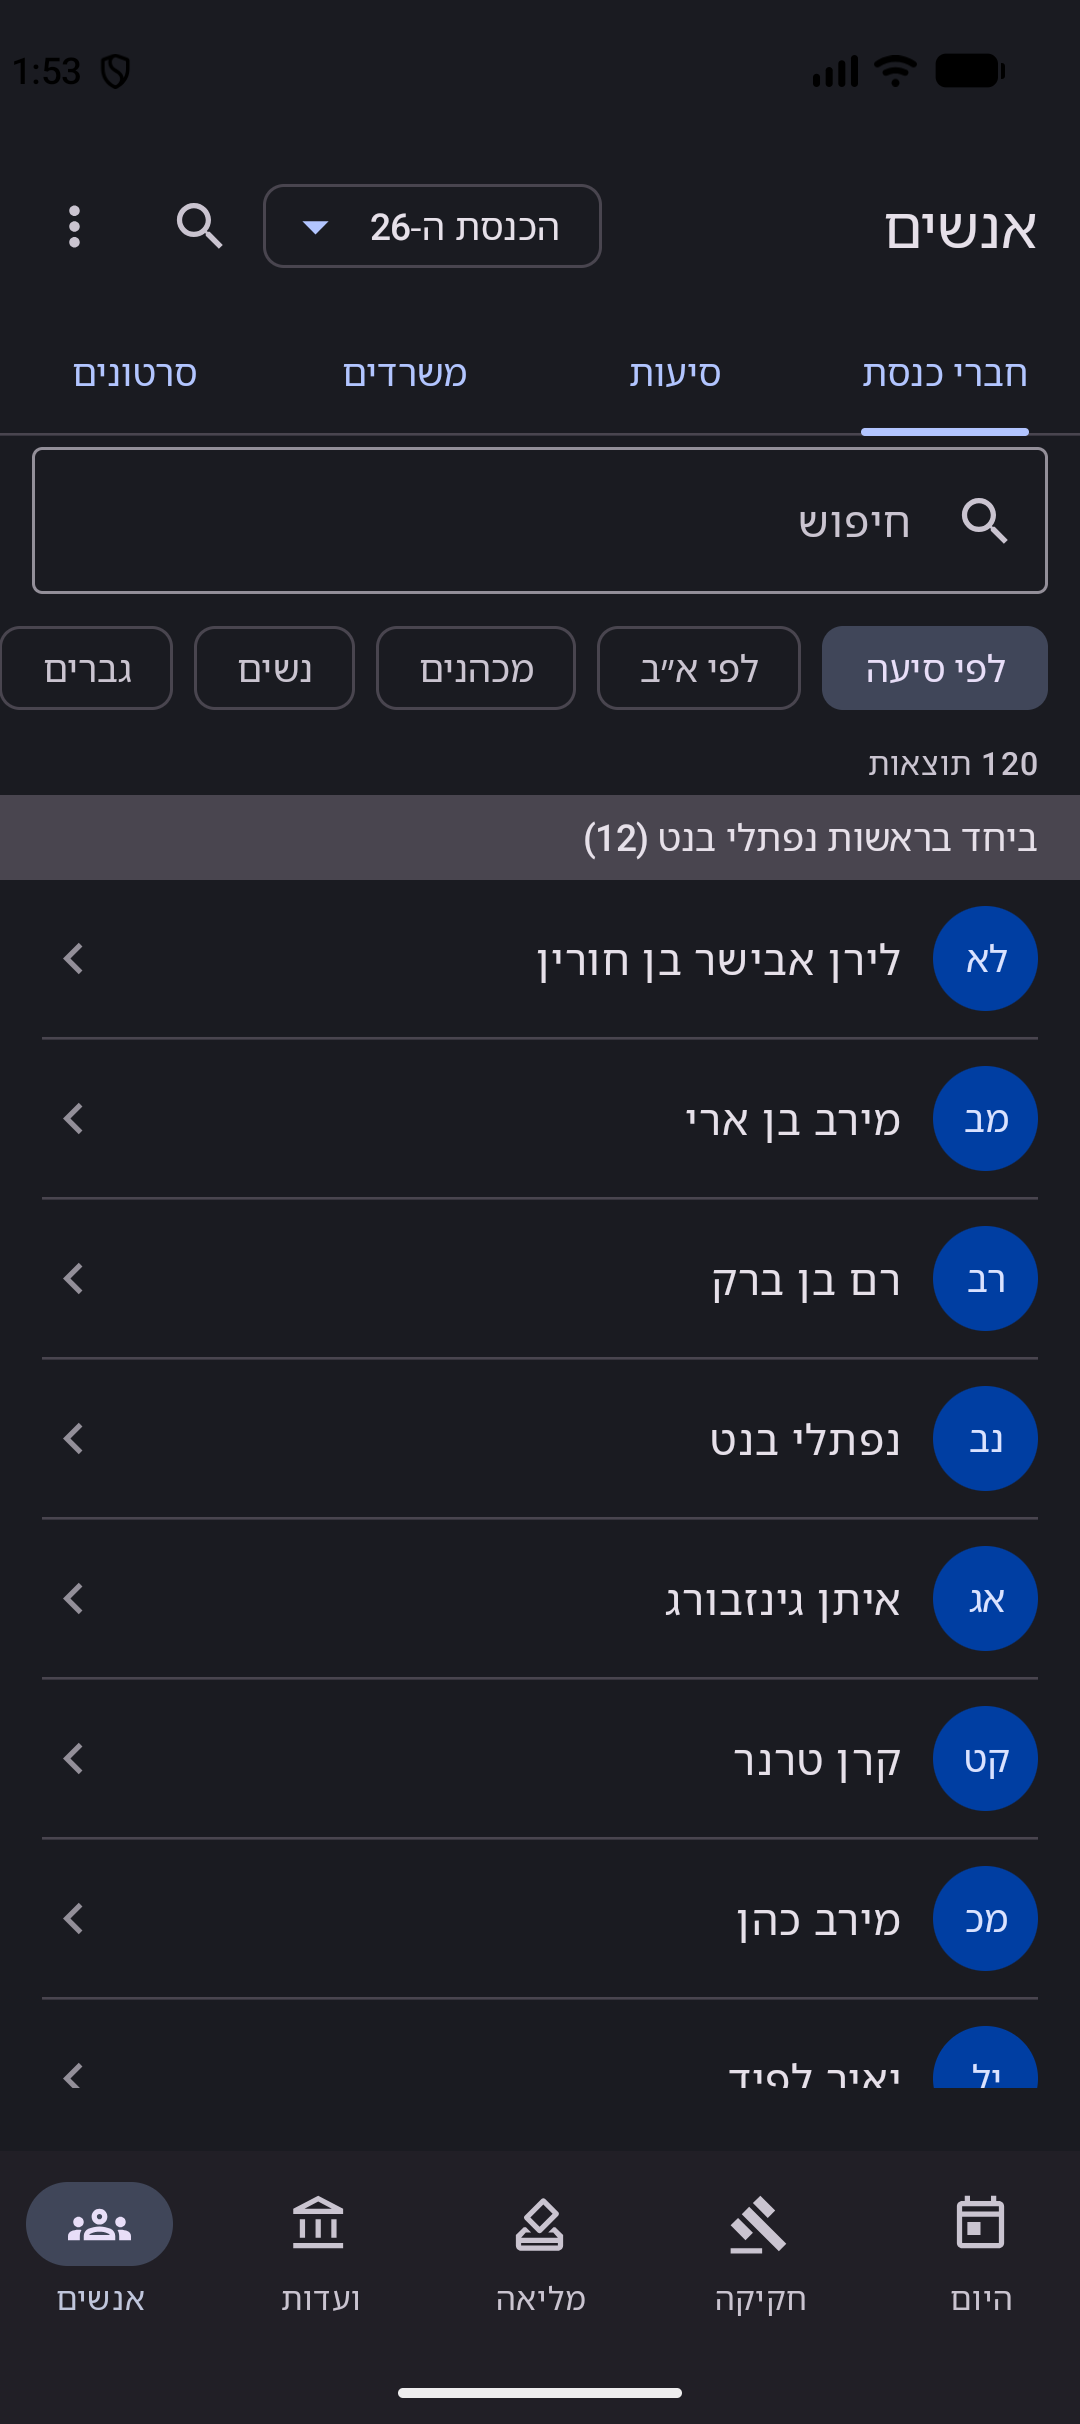 1:53
אנשים
הכנסת ה-26
חברי כנסת
סיעות
משרדים
סרטונים
חיפוש
לפי סיעה
לפי א״ב
מכהנים
נשים
גברים
120 תוצאות
ביחד בראשות נפתלי בנט (12)
לא
לירן אבישר בן חורין
מב
מירב בן ארי
רב
רם בן ברק
נב
נפתלי בנט
אג
איתן גינזבורג
קט
קרן טרנר
מכ
מירב כהן
יל
יאיר לפיד
היום
חקיקה
מליאה
ועדות
אנשים